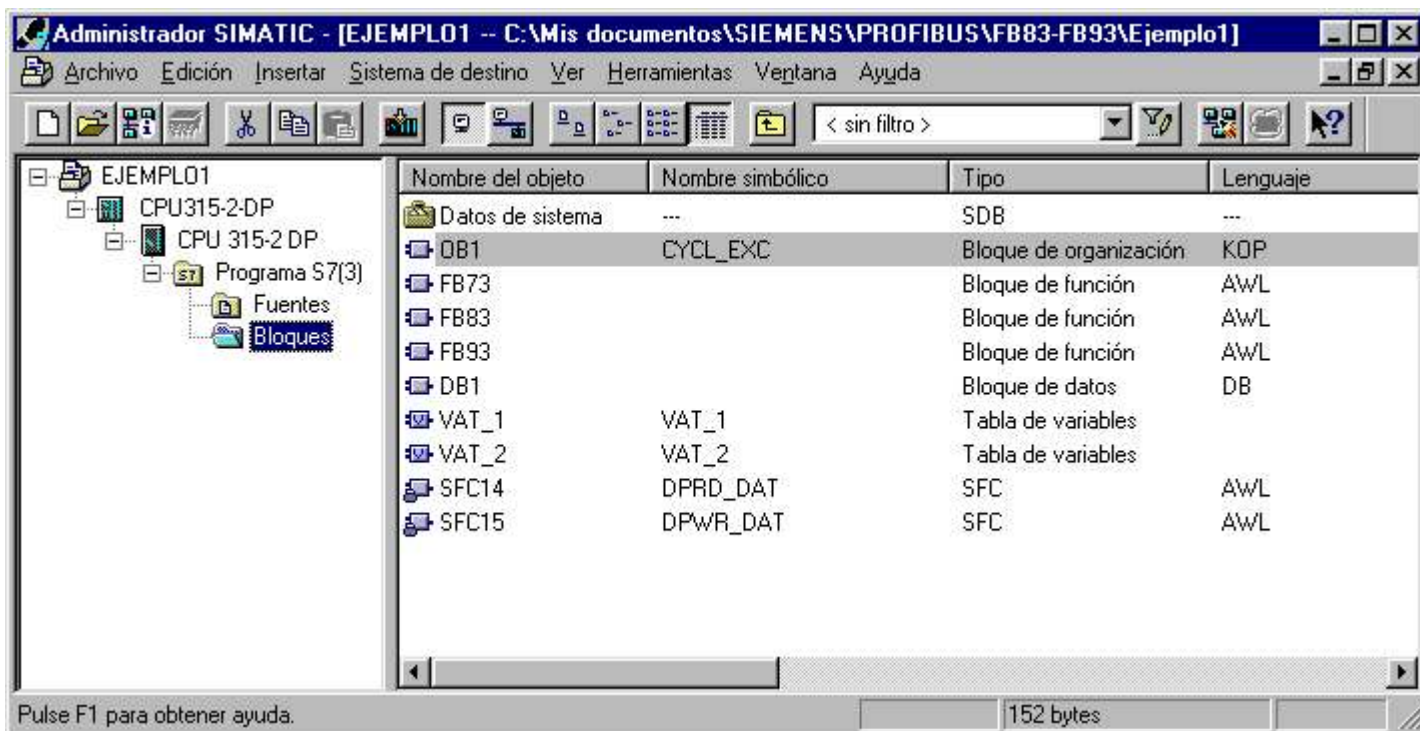 Administrador SIMATIC - [EJEMPLO1 -- C:\Mis documentos\SIEMENS\PROFIBUS\FB83-FB93\Ejemplo1]
Archivo Edición Insertar Sistema de destino Ver Herramientas Ventana Ayuda
< sin filtro >
EJEMPLO1
CPU315-2-DP
CPU 315-2 DP
Programa S7(3)
Fuentes
Bloques
Nombre del objeto Nombre simbólico Tipo Lenguaje
Datos de sistema --- SDB ---
OB1 CYCL_EXC Bloque de organización KOP
FB73 Bloque de función AWL
FB83 Bloque de función AWL
FB93 Bloque de función AWL
DB1 Bloque de datos DB
VAT_1 VAT_1 Tabla de variables
VAT_2 VAT_2 Tabla de variables
SFC14 DPRD_DAT SFC AWL
SFC15 DPWR_DAT SFC AWL
Pulse F1 para obtener ayuda. 152 bytes